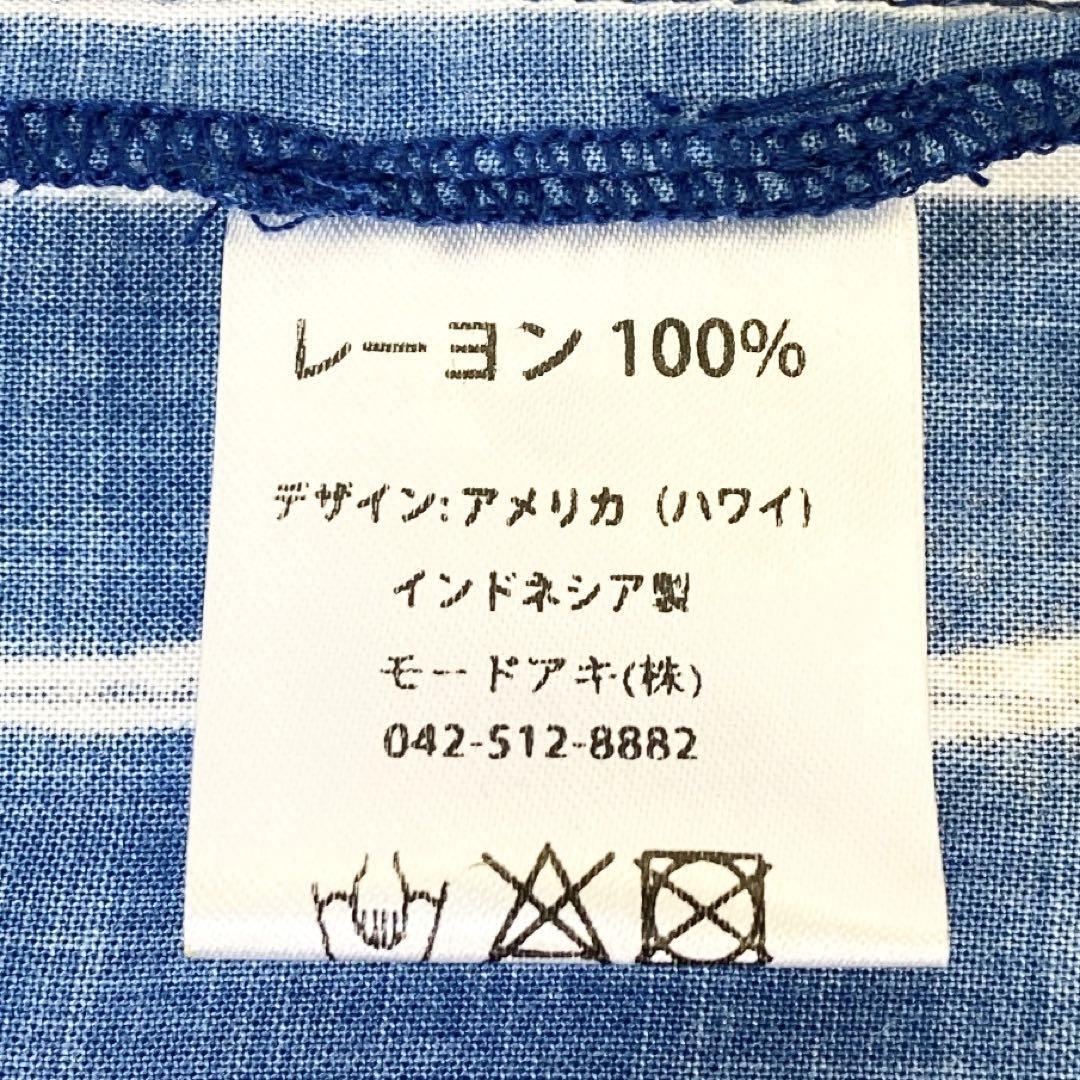 レーヨン 100%
デザイン:アメリカ (ハワイ)
インドネシア製
モードアキ(株)
042-512-8882